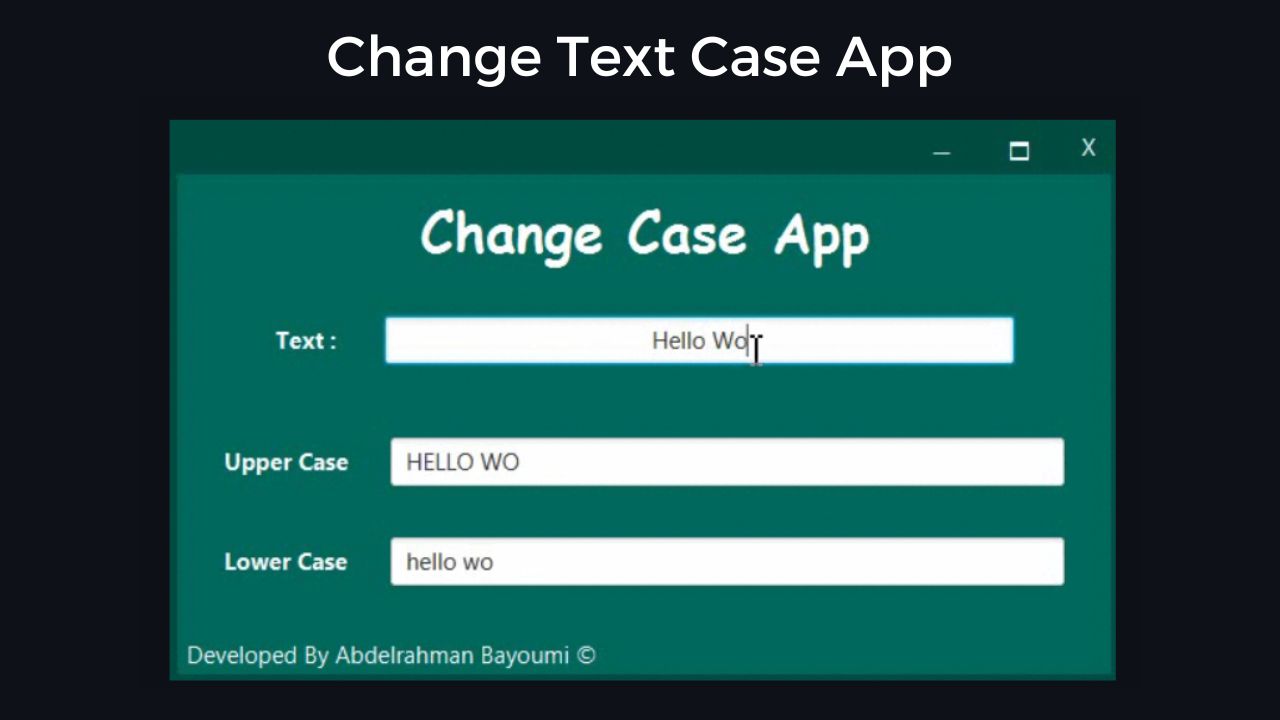 Change Text Case App
X
Change Case App
Text : Hello Wo
Upper Case HELLO WO
Lower Case hello wo
Developed By Abdelrahman Bayoumi ©